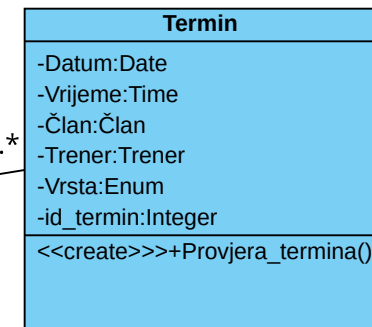 Termin
-Datum:Date
-Vrijeme:Time
-Član:Član
.*
-Trener:Trener
-Vrsta:Enum
-id_termin:Integer
<<create>>>+Provjera_termina()